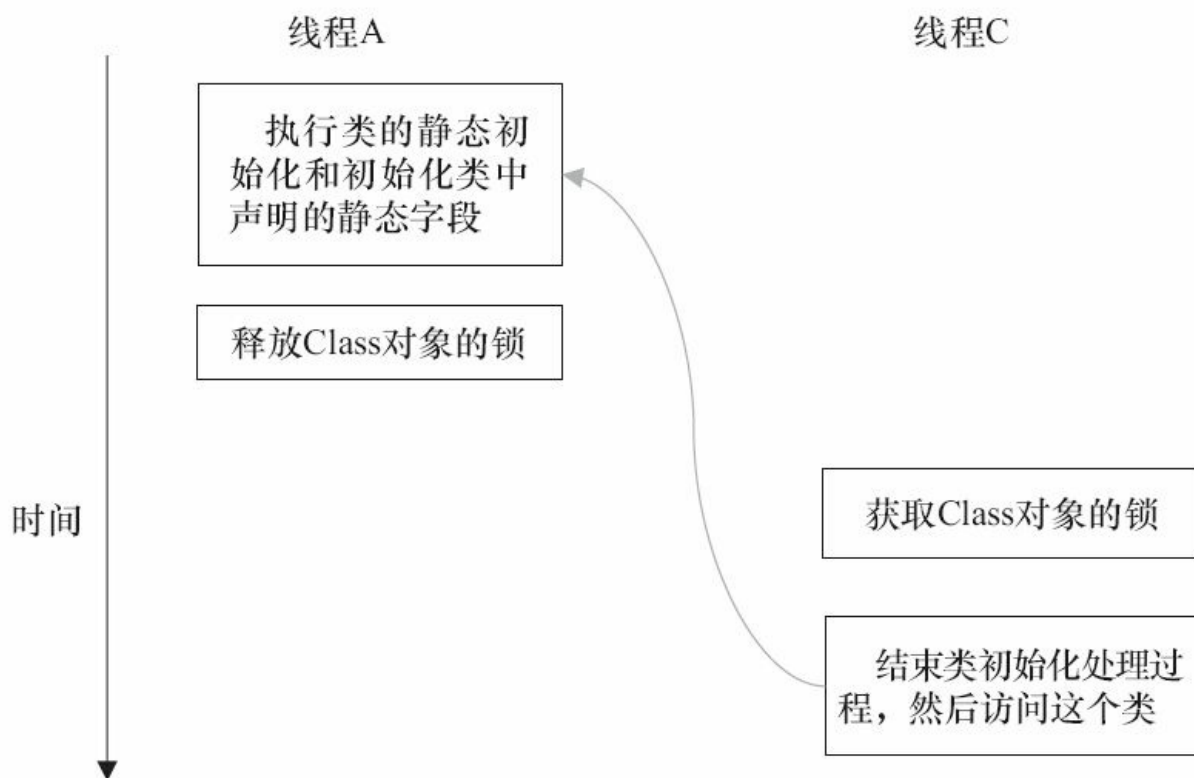 线程A
线程C
执行类的静态初
始化和初始化类中
声明的静态字段
释放Class对象的锁
时间
获取Class对象的锁
结束类初始化处理过
程，然后访问这个类